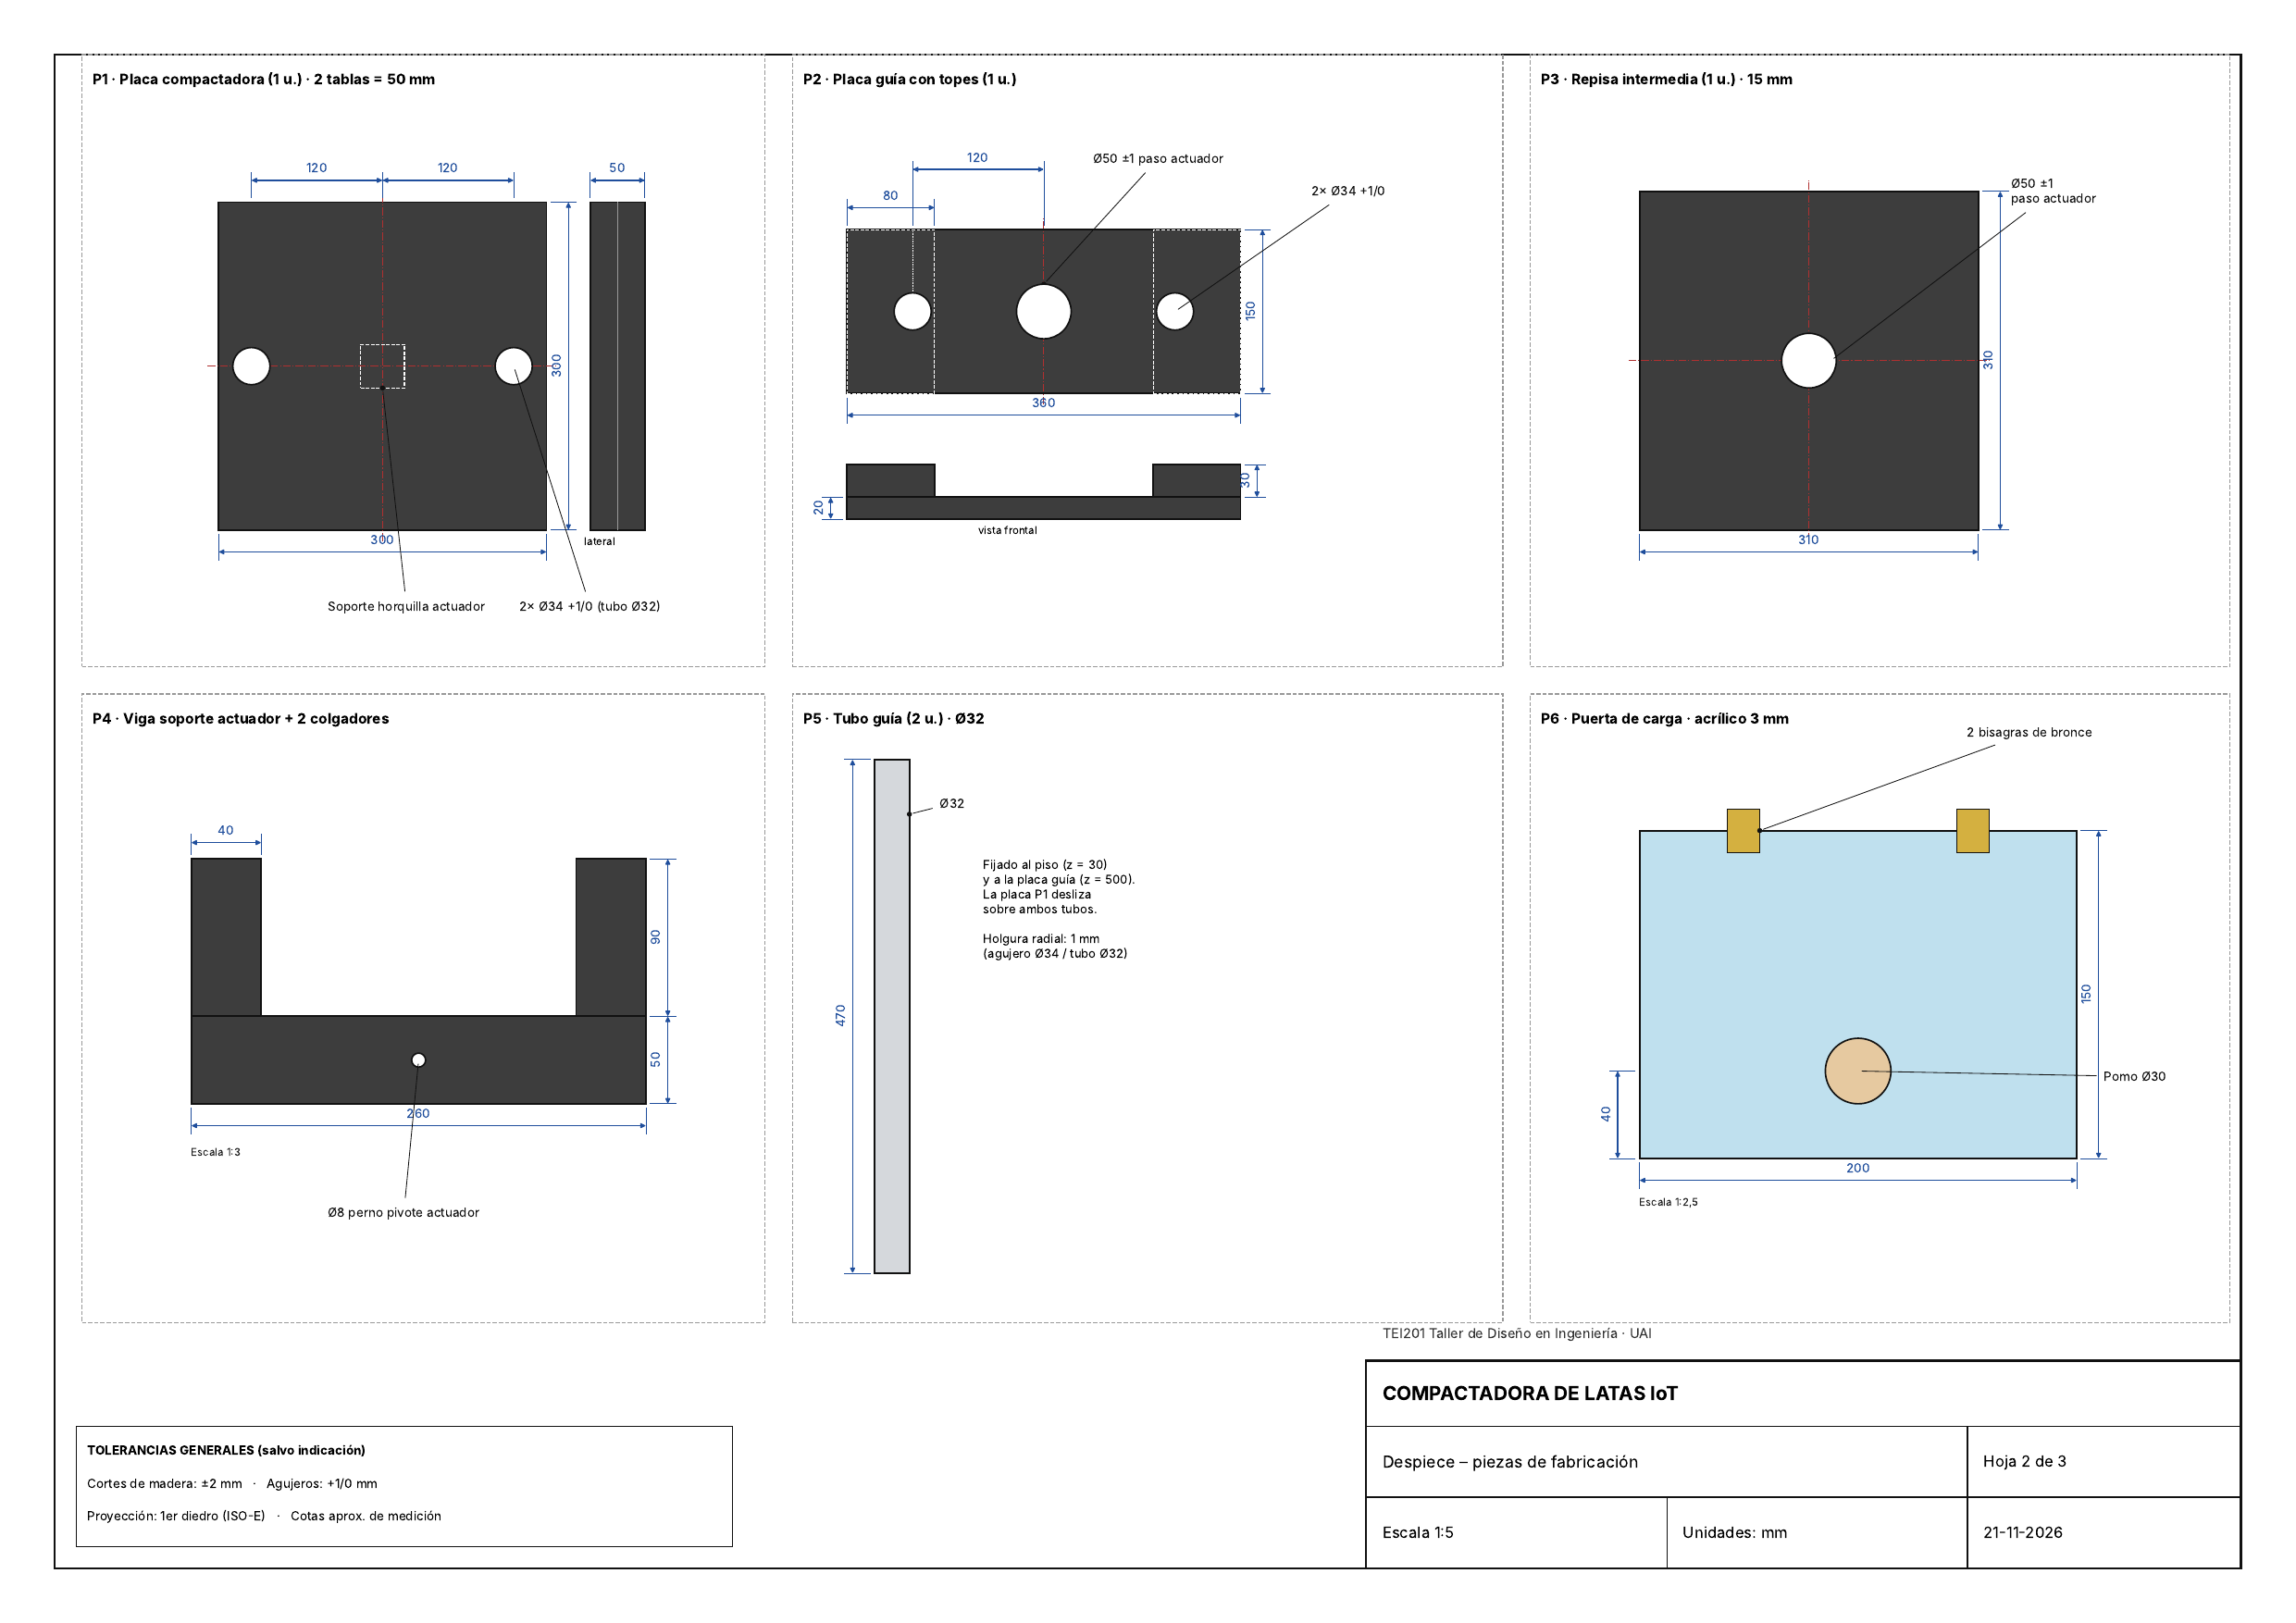 P1 · Placa compactadora (1 u.) · 2 tablas = 50 mm
120
120
50
300
300
lateral
Soporte horquilla actuador
2× Ø34 +1/0 (tubo Ø32)
P2 · Placa guía con topes (1 u.)
120
Ø50 ±1 paso actuador
80
2× Ø34 +1/0
150
360
30
20
vista frontal
P3 · Repisa intermedia (1 u.) · 15 mm
Ø50 ±1
paso actuador
310
310
P4 · Viga soporte actuador + 2 colgadores
40
90
50
260
Escala 1:3
Ø8 perno pivote actuador
P5 · Tubo guía (2 u.) · Ø32
Ø32
Fijado al piso (z = 30)
y a la placa guía (z = 500).
La placa P1 desliza
sobre ambos tubos.
Holgura radial: 1 mm
(agujero Ø34 / tubo Ø32)
470
P6 · Puerta de carga · acrílico 3 mm
2 bisagras de bronce
150
40
Pomo Ø30
200
Escala 1:2,5
TEI201 Taller de Diseño en Ingeniería · UAI
COMPACTADORA DE LATAS IoT
Despiece – piezas de fabricación
Hoja 2 de 3
Escala 1:5
Unidades: mm
21-11-2026
TOLERANCIAS GENERALES (salvo indicación)
Cortes de madera: ±2 mm · Agujeros: +1/0 mm
Proyección: 1er diedro (ISO-E) · Cotas aprox. de medición